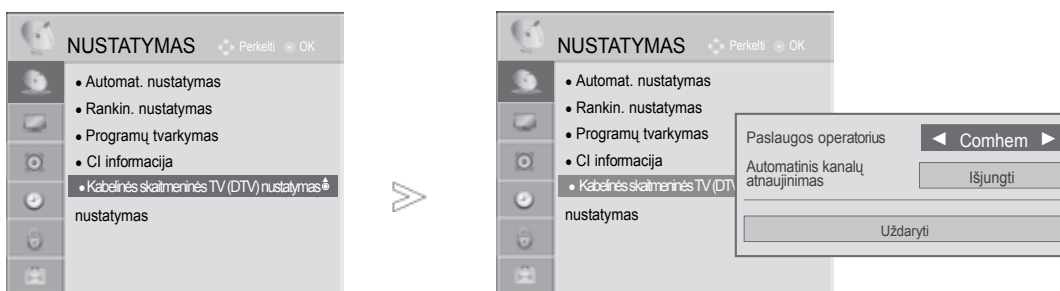 NUSTATYMAS Perkelti OK
• Automat. nustatymas
• Rankin. nustatymas
• Programų tvarkymas
• CI informacija
• Kabelinės skaitmeninės TV (DTV) nustatymas
nustatymas
NUSTATYMAS Perkelti OK
• Automat. nustatymas
• Rankin. nustatymas
• Programų tvarkymas
• CI informacija
• Kabelinės skaitmeninės TV (DTV
nustatymas
Paslaugos operatorius ◄ Comhem ►
Automatinis kanalų
atnaujinimas Išjungti
Uždaryti